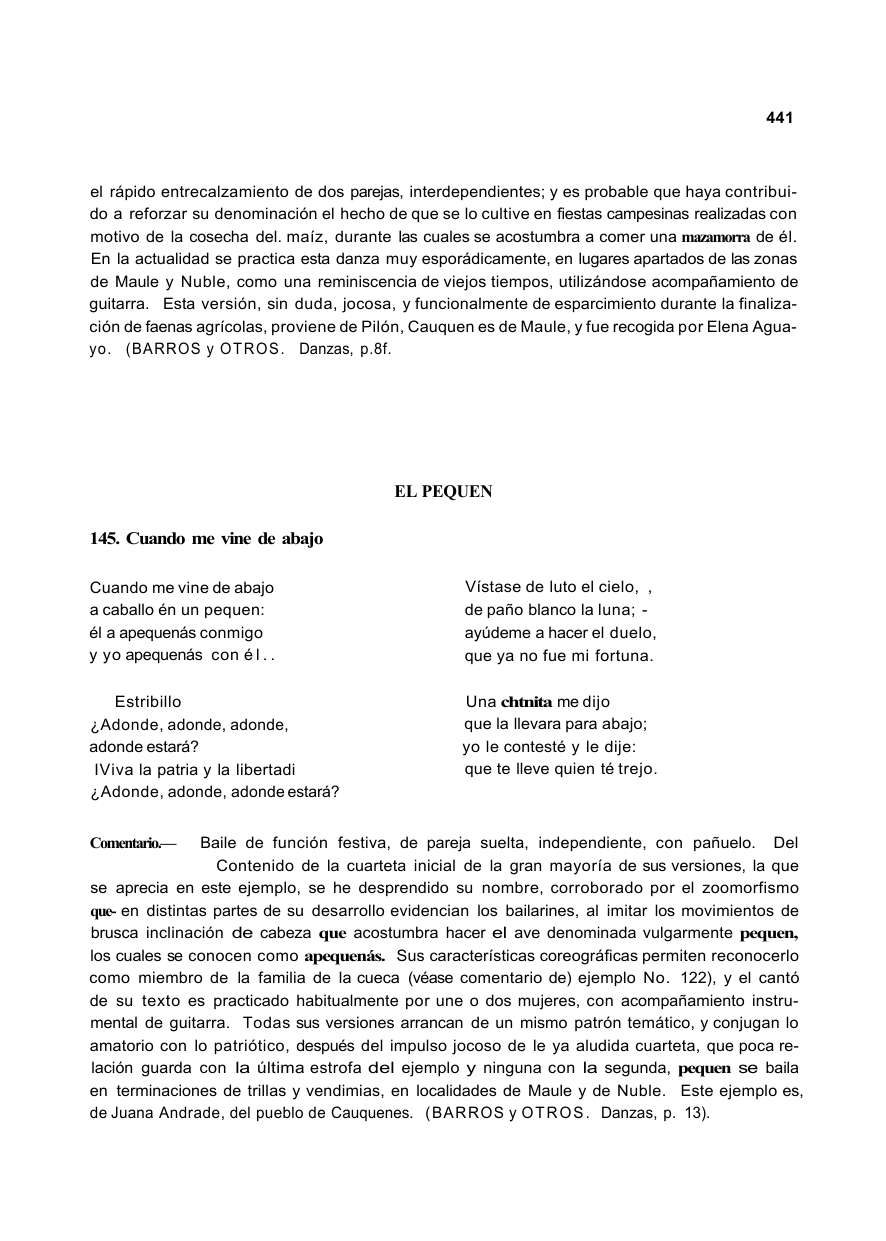 441
el rápido entrecalzamiento de dos parejas, interdependientes; y es probable que haya contribui-
do a reforzar su denominación el hecho de que se lo cultive en fiestas campesinas realizadas con
motivo de la cosecha del. maíz, durante las cuales se acostumbra a comer una mazamorra de él.
En la actualidad se practica esta danza muy esporádicamente, en lugares apartados de las zonas
de Maule y Nuble, como una reminiscencia de viejos tiempos, utilizándose acompañamiento de
guitarra. Esta versión, sin duda, jocosa, y funcionalmente de esparcimiento durante la finaliza-
ción de faenas agrícolas, proviene de Pilón, Cauquen es de Maule, y fue recogida por Elena Agua-
yo. (BARROS y OTROS. Danzas, p.8f.
EL PEQUEN
145. Cuando me vine de abajo
Cuando me vine de abajo
a caballo én un pequen:
él a apequenás conmigo
y yo apequenás con él..
Estribillo
¿Adonde, adonde, adonde,
adonde estará?
IViva la patria y la libertadi
¿Adonde, adonde, adonde estará?
Vístase de luto el cielo, ,
de paño blanco la luna; -
ayúdeme a hacer el duelo,
que ya no fue mi fortuna.
Una chtnita me dijo
que la llevara para abajo;
yo le contesté y le dije:
que te lleve quien té trejo.
Comentario.— Baile de función festiva, de pareja suelta, independiente, con pañuelo. Del
Contenido de la cuarteta inicial de la gran mayoría de sus versiones, la que
se aprecia en este ejemplo, se he desprendido su nombre, corroborado por el zoomorfismo
que- en distintas partes de su desarrollo evidencian los bailarines, al imitar los movimientos de
brusca inclinación de cabeza que acostumbra hacer el ave denominada vulgarmente pequen,
los cuales se conocen como apequenás. Sus características coreográficas permiten reconocerlo
como miembro de la familia de la cueca (véase comentario de) ejemplo No. 122), y el cantó
de su texto es practicado habitualmente por une o dos mujeres, con acompañamiento instru-
mental de guitarra. Todas sus versiones arrancan de un mismo patrón temático, y conjugan lo
amatorio con lo patriótico, después del impulso jocoso de le ya aludida cuarteta, que poca re-
lación guarda con la última estrofa del ejemplo y ninguna con la segunda, pequen se baila
en terminaciones de trillas y vendimias, en localidades de Maule y de Nuble. Este ejemplo es,
de Juana Andrade, del pueblo de Cauquenes. (BARROS y OTROS. Danzas, p. 13).